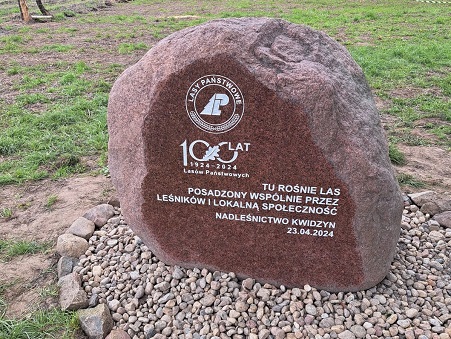 LASY PAŃSTWOWE
100 LAT
1924-2024
Lasów Państwowych
TU ROŚNIE LAS
POSADZONY WSPÓLNIE PRZEZ
LEŚNIKÓW I LOKALNĄ SPOŁECZNOŚĆ
NADLEŚNICTWO KWIDZYN
23.04.2024